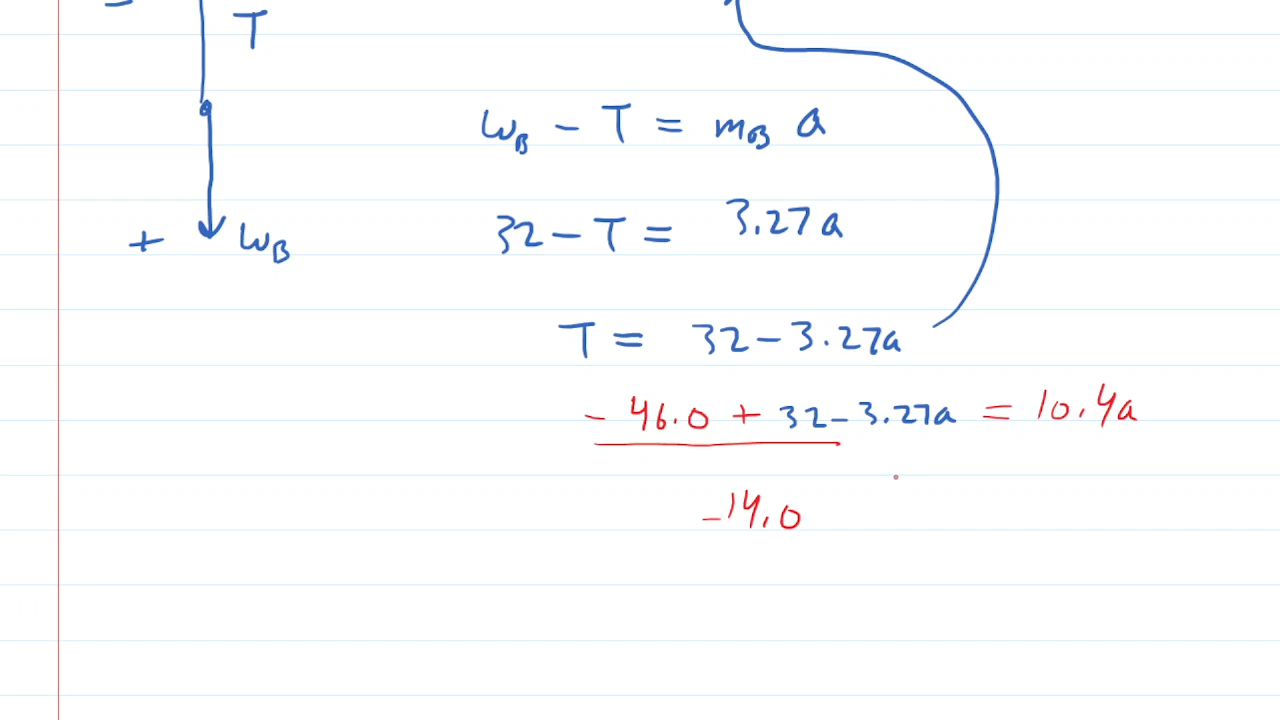 T
W_B - T = m_B a
+ W_B
32 - T = 3.27a
T = 32 - 3.27a
- 46.0 + 32 - 3.27a = 10.4a
-14.0